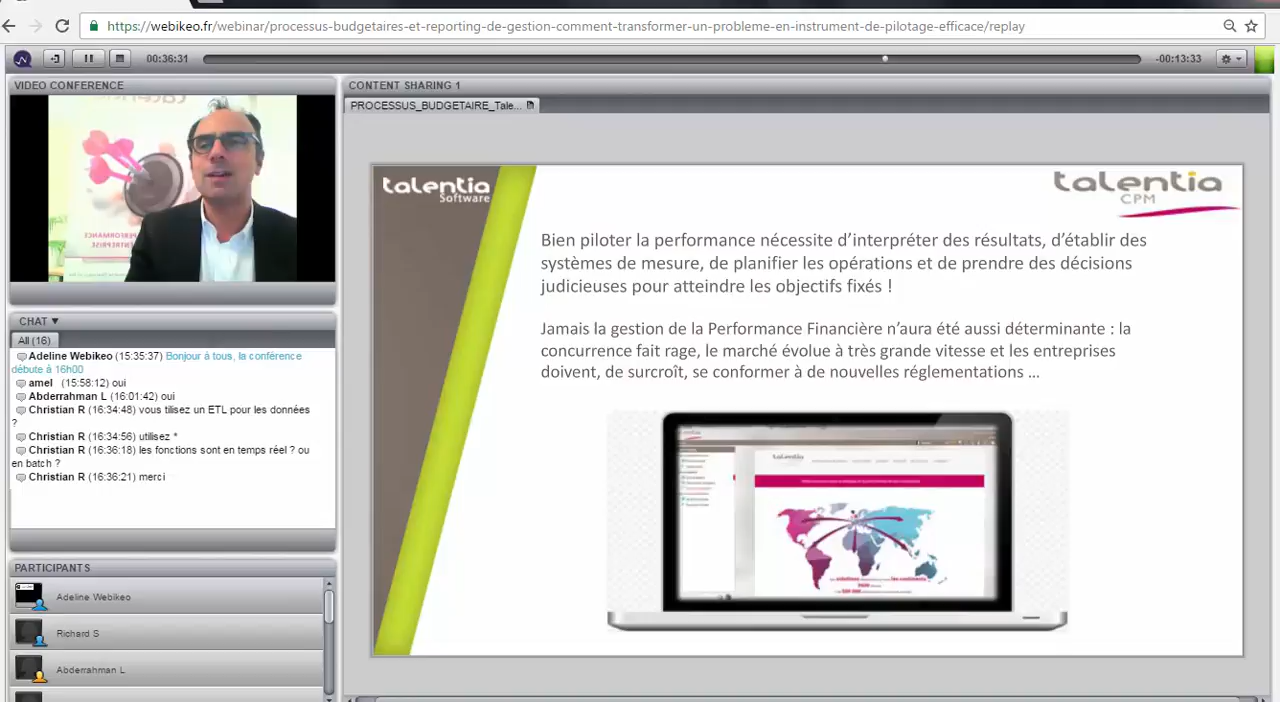 https://webikeo.fr/webinar/processus-budgetaires-et-reporting-de-gestion-comment-transformer-un-probleme-en-instrument-de-pilotage-efficace/replay
00:36:31
-00:13:33
VIDEO CONFERENCE
CONTENT SHARING 1
PROCESSUS_BUDGETAIRE_Tale...
CHAT ▼
All (16)
Adeline Webikeo (15:35:37) Bonjour à tous, la conférence
débute à 16h00
amel (15:58:12) oui
Abderrahman L (16:01:42) oui
Christian R (16:34:48) vous tilisez un ETL pour les données
?
Christian R (16:34:56) utilisez *
Christian R (16:36:18) les fonctions sont en temps réel ? ou
en batch ?
Christian R (16:36:21) merci
PARTICIPANTS
Adeline Webikeo
Richard S
Abderrahman L
talentia
Software
talentia
CPM
Bien piloter la performance nécessite d’interpréter des résultats, d’établir des
systèmes de mesure, de planifier les opérations et de prendre des décisions
judicieuses pour atteindre les objectifs fixés !
Jamais la gestion de la Performance Financière n’aura été aussi déterminante : la
concurrence fait rage, le marché évolue à très grande vitesse et les entreprises
doivent, de surcroît, se conformer à de nouvelles réglementations ...
talentia